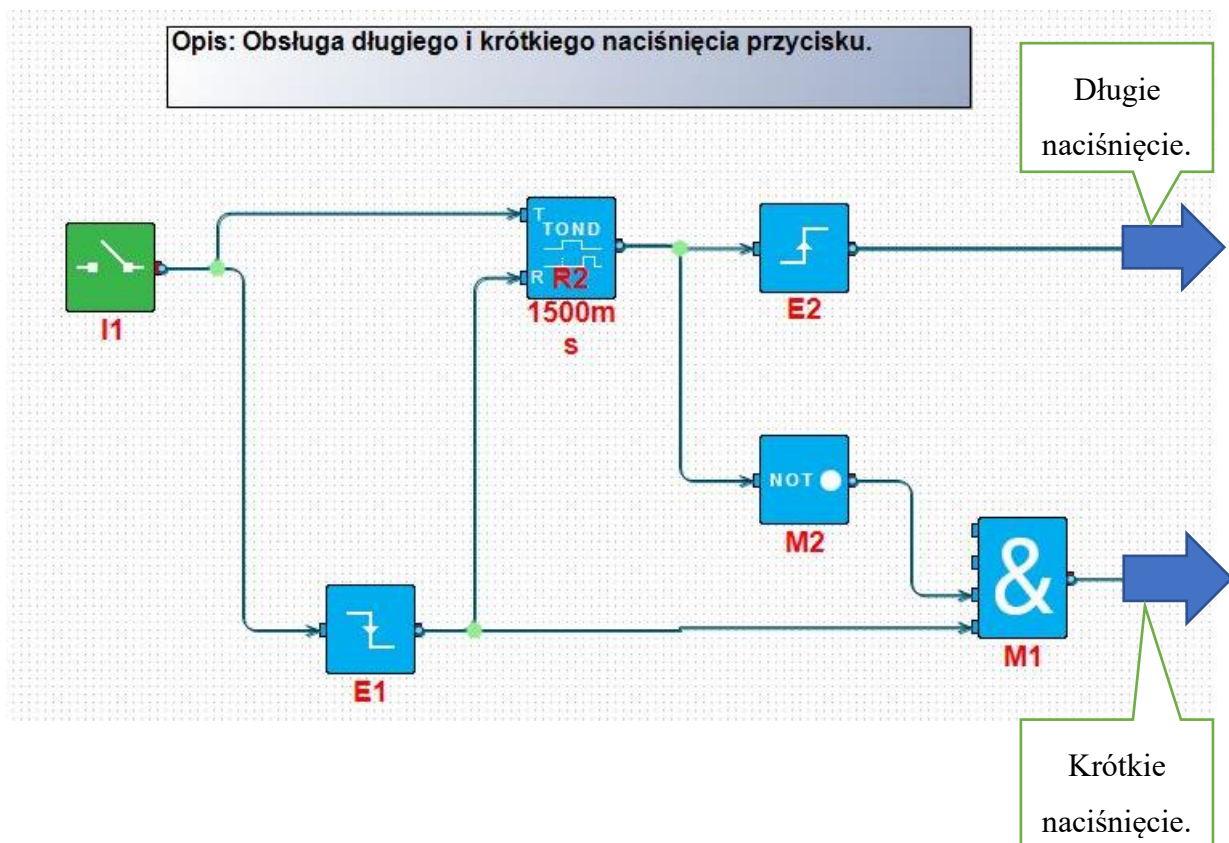 Opis: Obsługa długiego i krótkiego naciśnięcia przycisku.
Długie
naciśnięcie.
I1
T
TOND
R
R2
1500m
s
E2
NOT
M2
&
M1
E1
Krótkie
naciśnięcie.